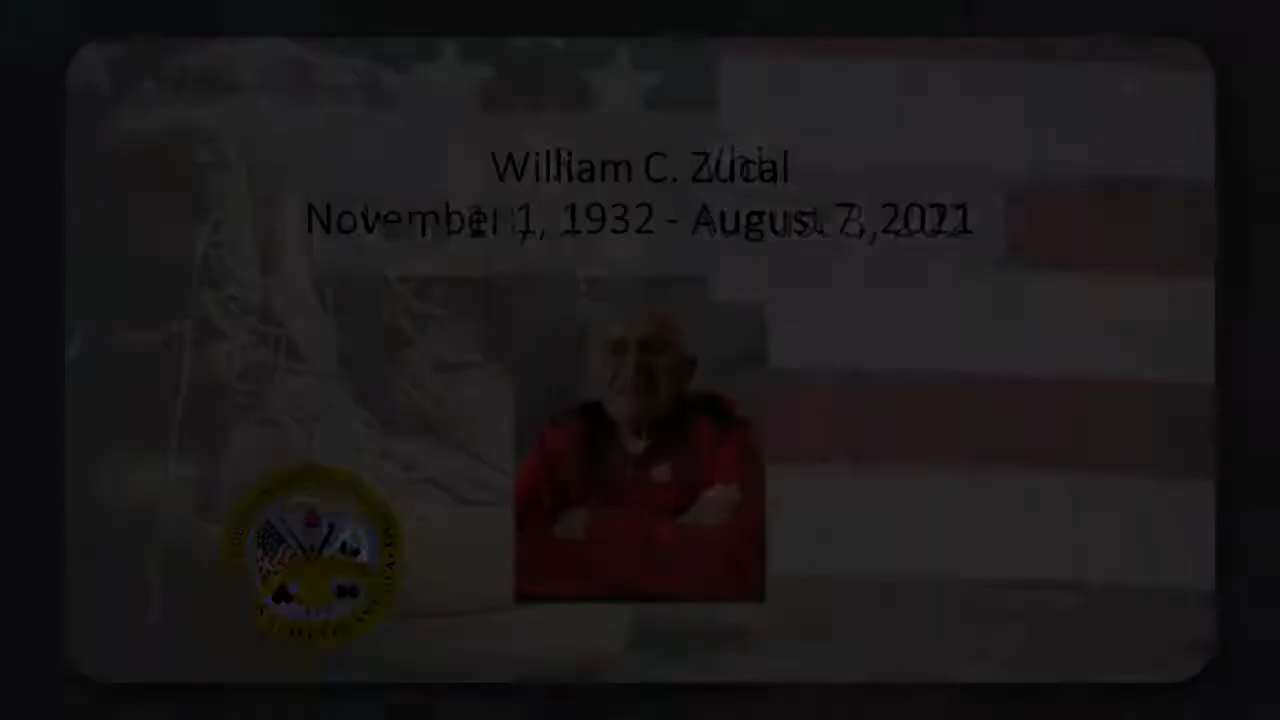 William C. Zucal
November 1, 1932 - August 7, 2021